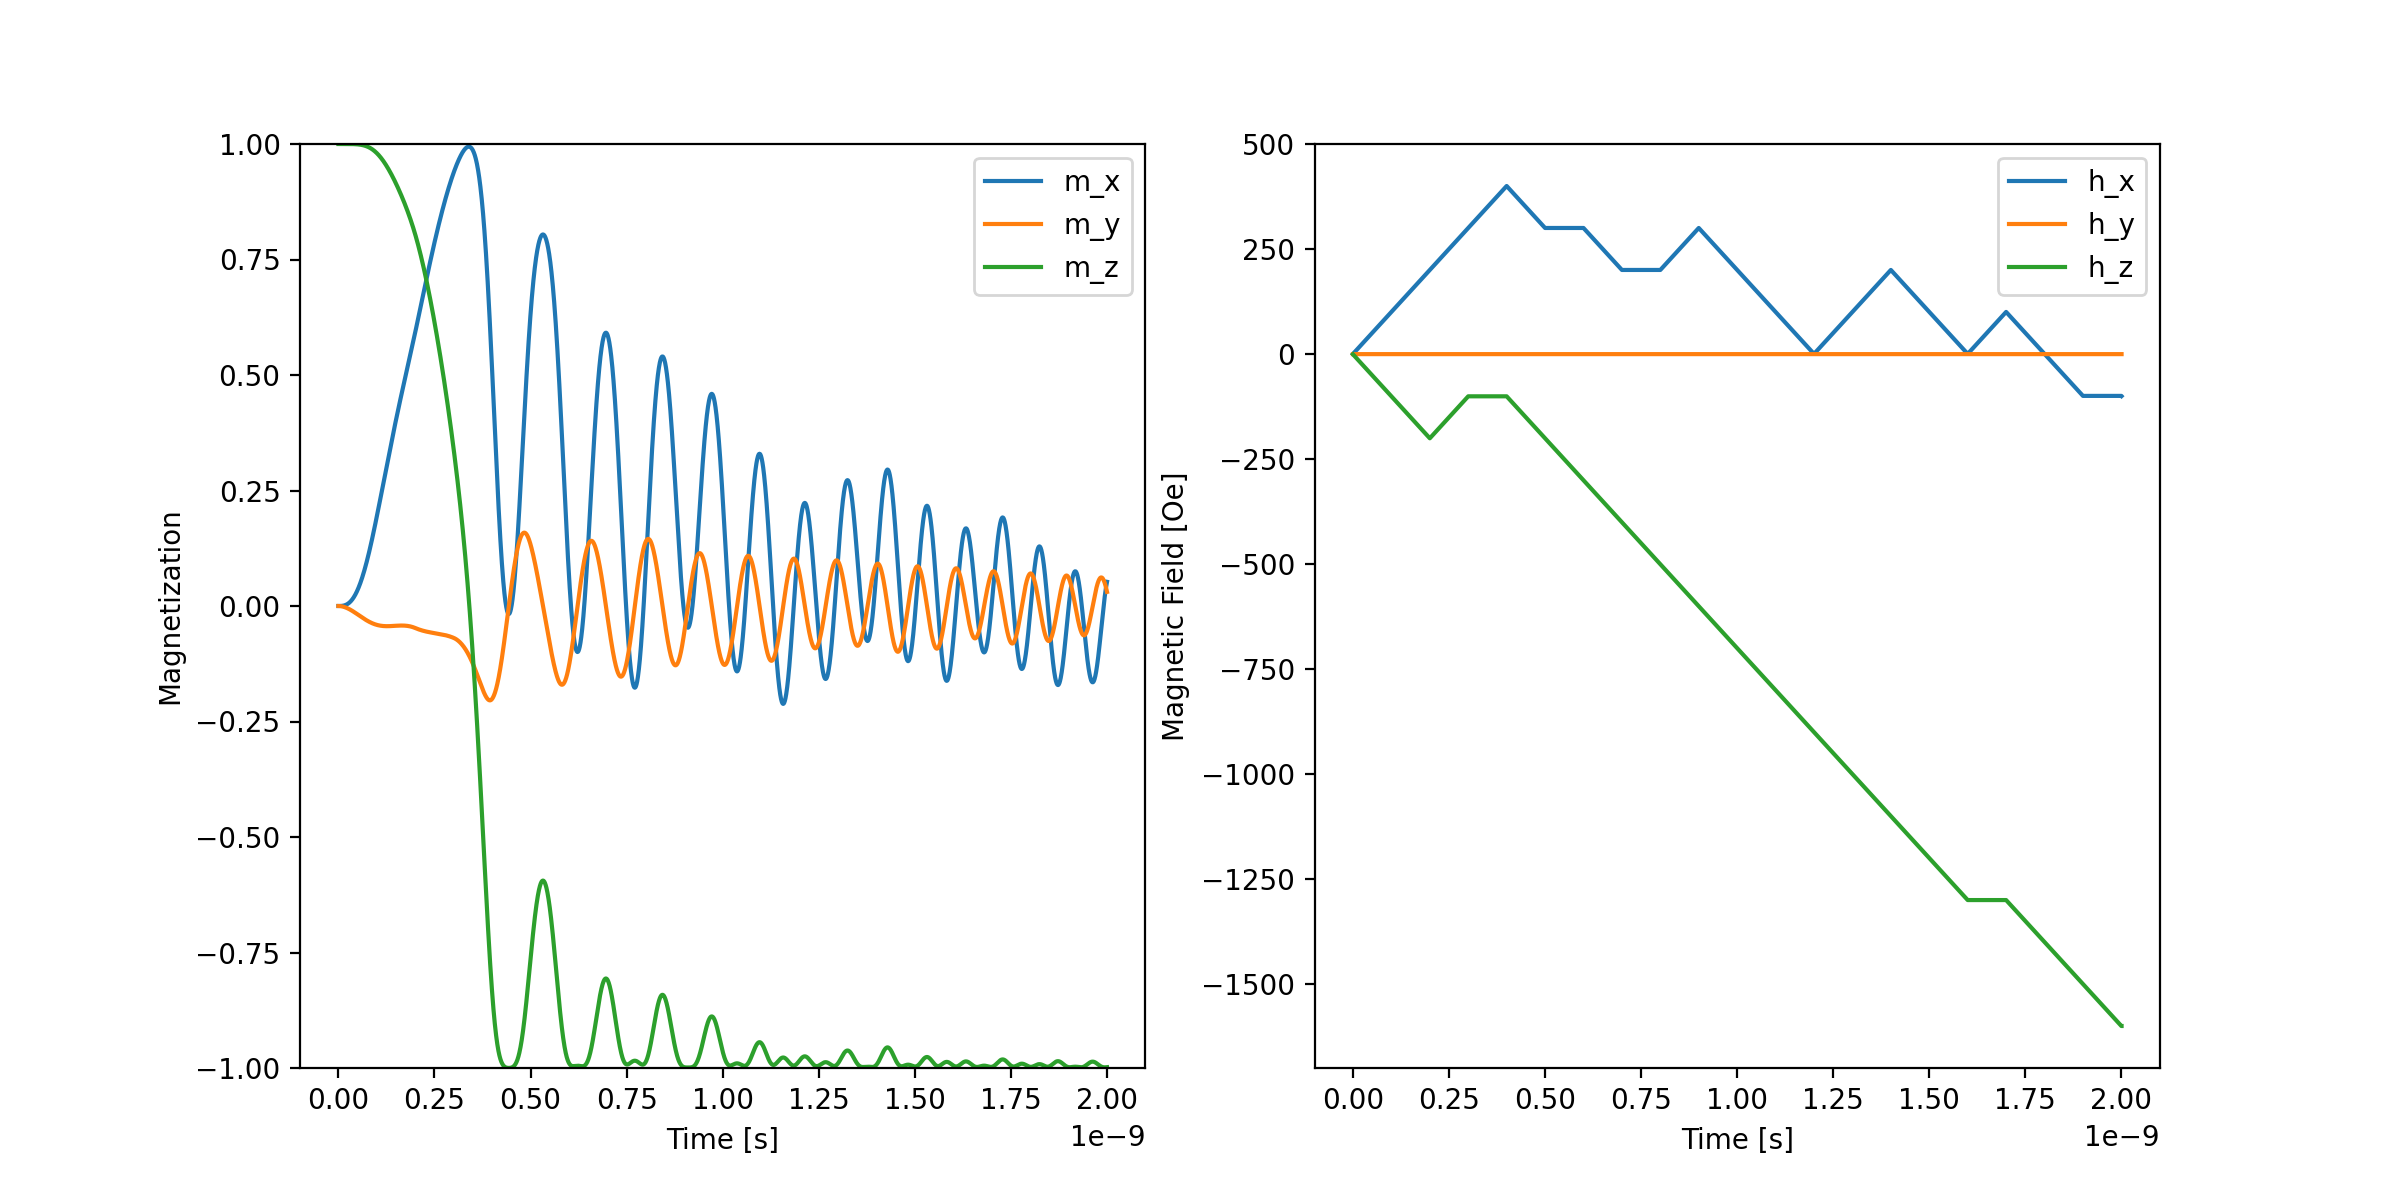 1.00
0.75
0.50
0.25
0.00
−0.25
−0.50
−0.75
−1.00
Magnetization
0.00 0.25 0.50 0.75 1.00 1.25 1.50 1.75 2.00
Time [s]
1e−9
m_x
m_y
m_z
500
250
0
−250
−500
−750
−1000
−1250
−1500
Magnetic Field [Oe]
0.00 0.25 0.50 0.75 1.00 1.25 1.50 1.75 2.00
Time [s]
1e−9
h_x
h_y
h_z